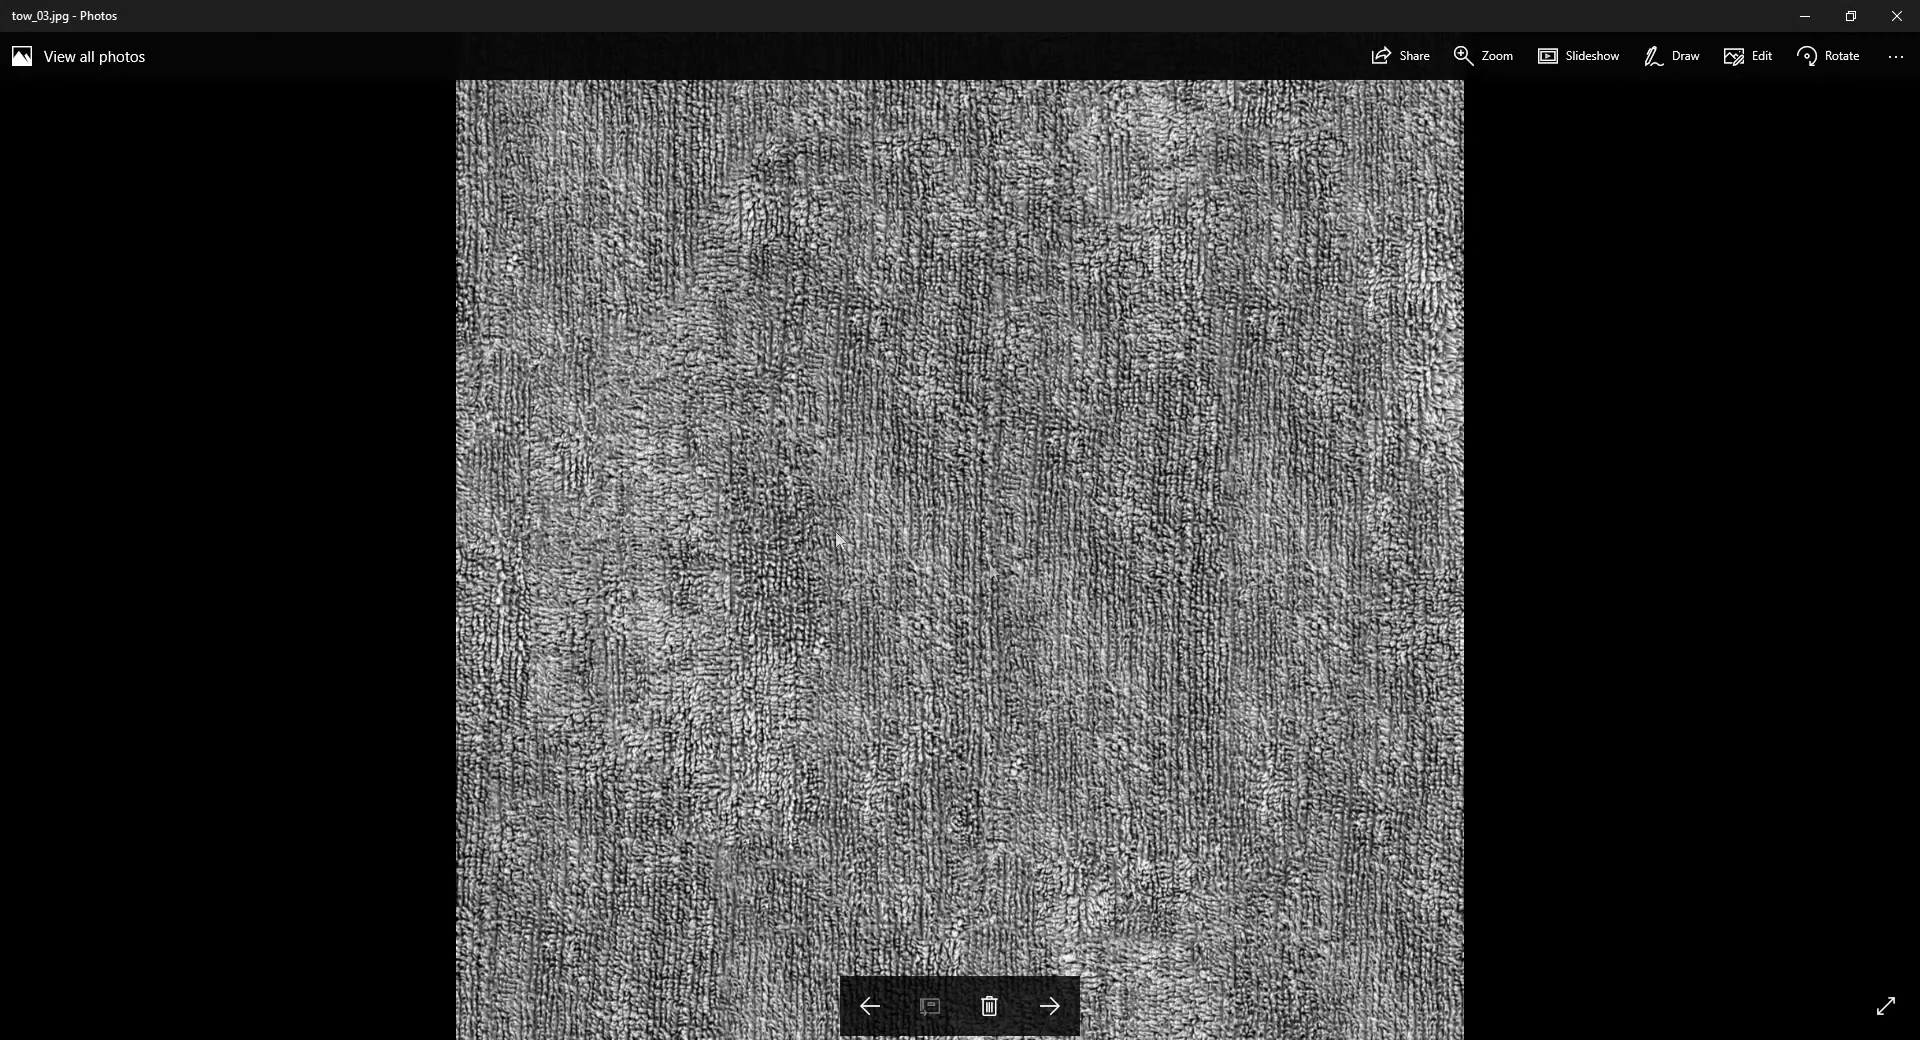 tow_03.jpg - Photos
View all photos
Share
Zoom
Slideshow
Draw
Edit
Rotate